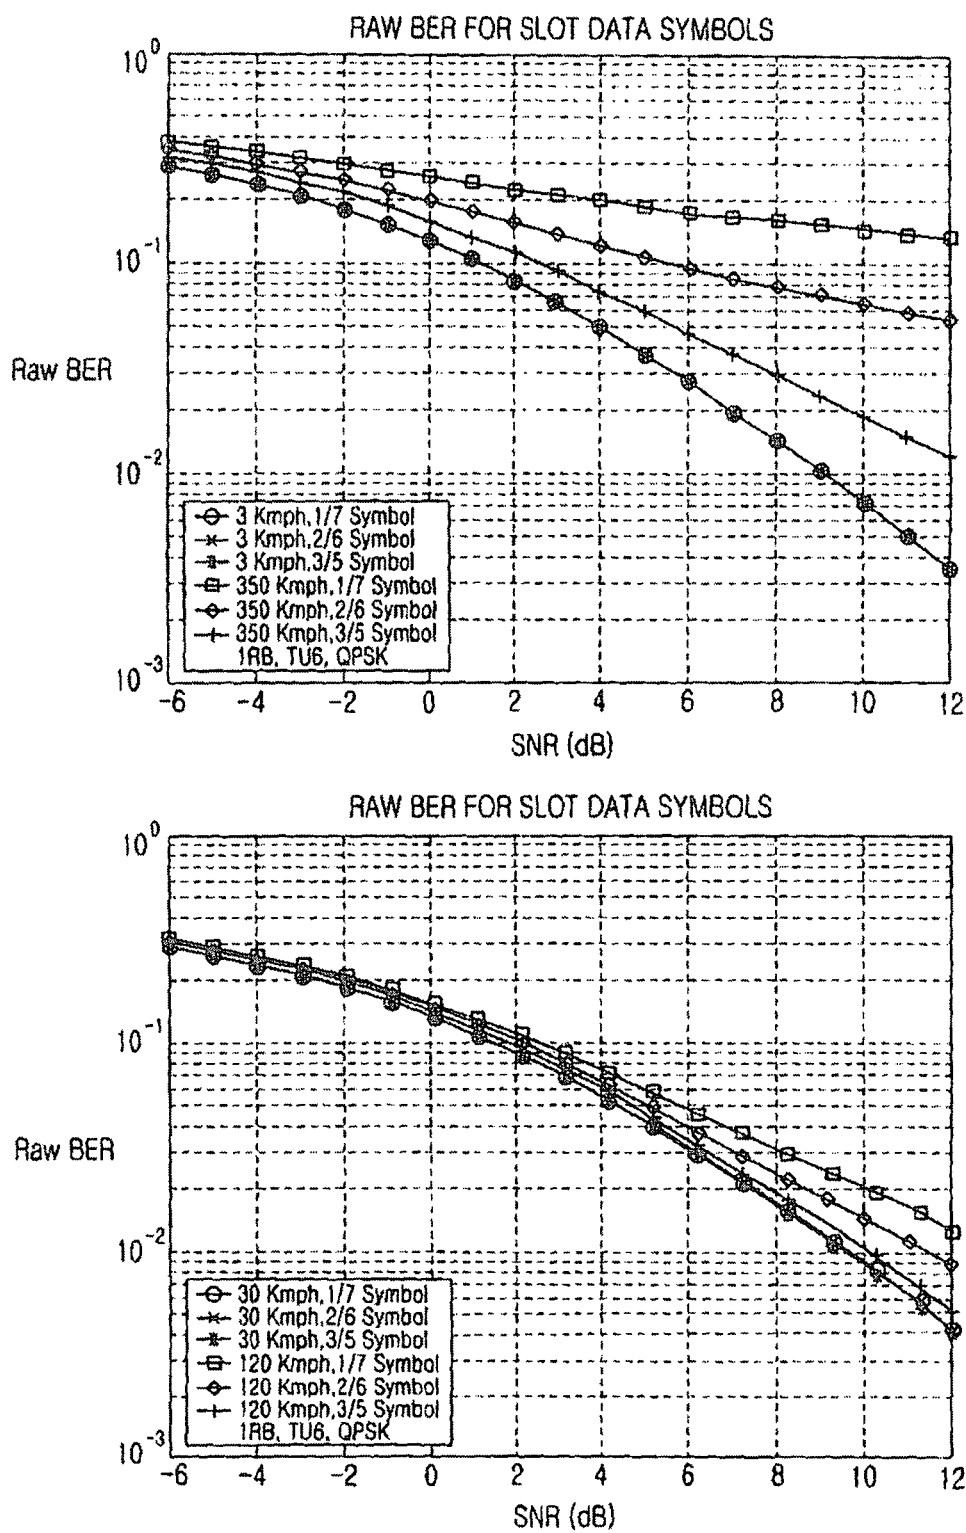 RAW BER FOR SLOT DATA SYMBOLS
10^0
10^-1
Raw BER
10^-2
3 Kmph,1/7 Symbol
3 Kmph,2/6 Symbol
3 Kmph,3/5 Symbol
350 Kmph,1/7 Symbol
350 Kmph,2/6 Symbol
350 Kmph,3/5 Symbol
1RB, TU6, QPSK
10^-3
-6 -4 -2 0 2 4 6 8 10 12
SNR (dB)
RAW BER FOR SLOT DATA SYMBOLS
10^0
10^-1
Raw BER
10^-2
30 Kmph,1/7 Symbol
30 Kmph,2/6 Symbol
30 Kmph,3/5 Symbol
120 Kmph,1/7 Symbol
120 Kmph,2/6 Symbol
120 Kmph,3/5 Symbol
1RB, TU6, QPSK
10^-3
-6 -4 -2 0 2 4 6 8 10 12
SNR (dB)